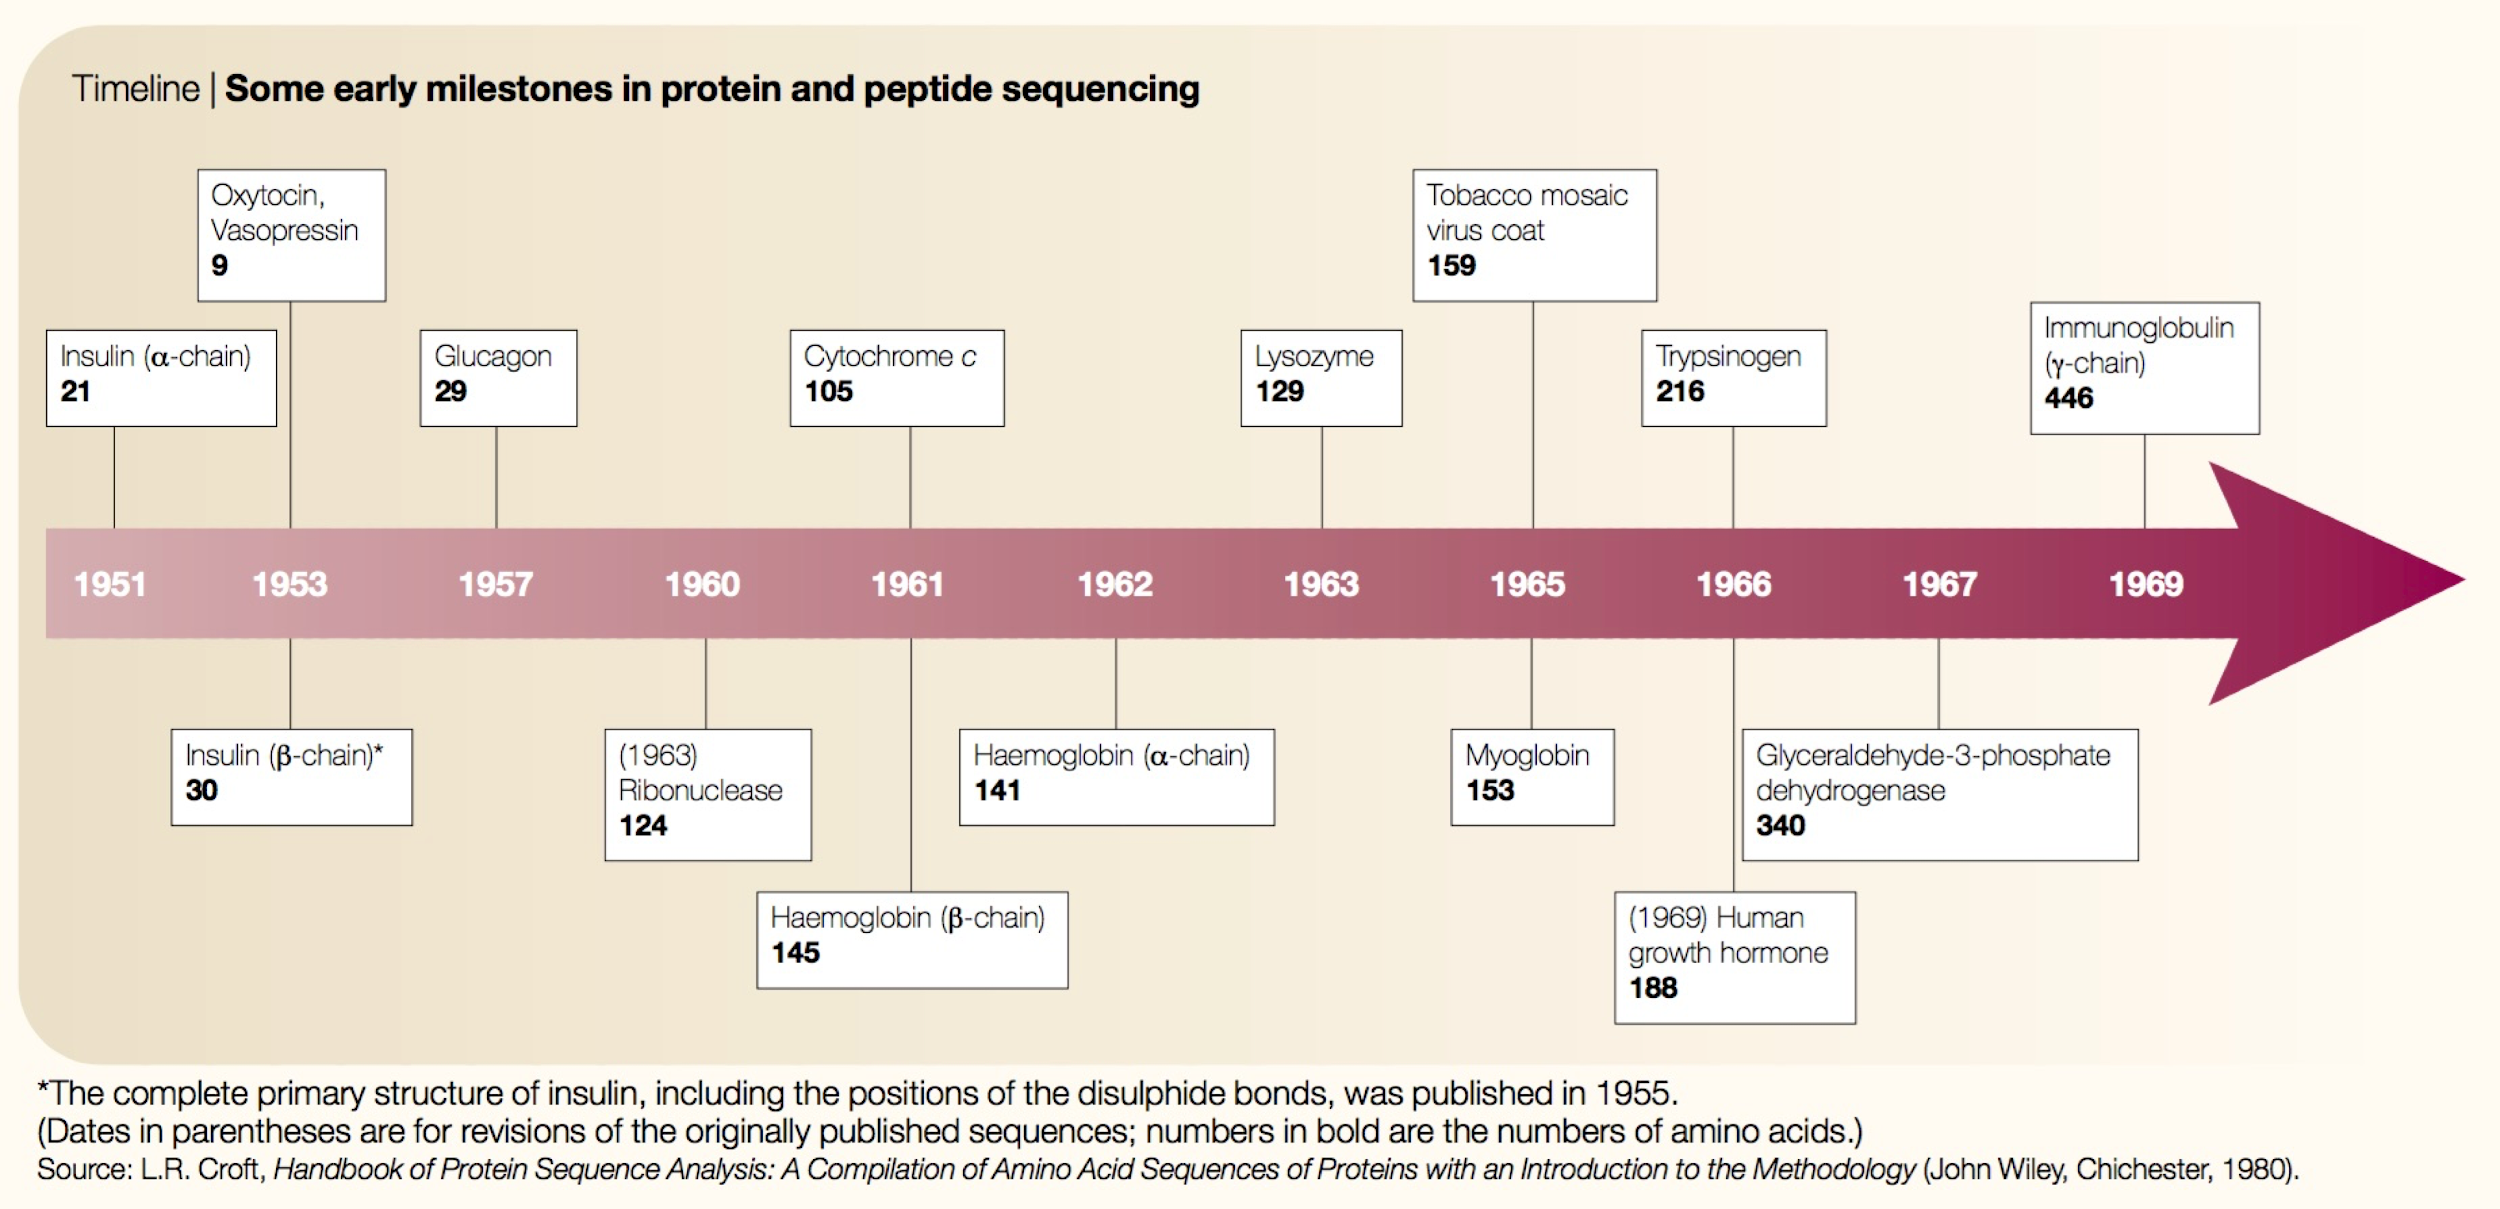 Timeline | Some early milestones in protein and peptide sequencing
Oxytocin,
Vasopressin
9
Tobacco mosaic
virus coat
159
Insulin (α-chain)
21
Glucagon
29
Cytochrome c
105
Lysozyme
129
Trypsinogen
216
Immunoglobulin
(γ-chain)
446
1951 1953 1957 1960 1961 1962 1963 1965 1966 1967 1969
Insulin (β-chain)*
30
(1963)
Ribonuclease
124
Haemoglobin (α-chain)
141
Myoglobin
153
Glyceraldehyde-3-phosphate
dehydrogenase
340
Haemoglobin (β-chain)
145
(1969) Human
growth hormone
188
*The complete primary structure of insulin, including the positions of the disulphide bonds, was published in 1955.
(Dates in parentheses are for revisions of the originally published sequences; numbers in bold are the numbers of amino acids.)
Source: L.R. Croft, Handbook of Protein Sequence Analysis: A Compilation of Amino Acid Sequences of Proteins with an Introduction to the Methodology (John Wiley, Chichester, 1980).